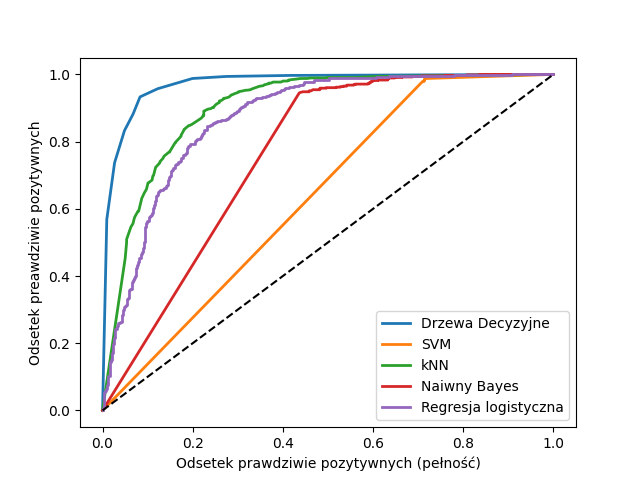 1.0
0.8
0.6
0.4
0.2
0.0
Odsetek preawdziwie pozytywnych
0.0 0.2 0.4 0.6 0.8 1.0
Odsetek prawdziwie pozytywnych (pełność)
Drzewa Decyzyjne
SVM
kNN
Naiwny Bayes
Regresja logistyczna